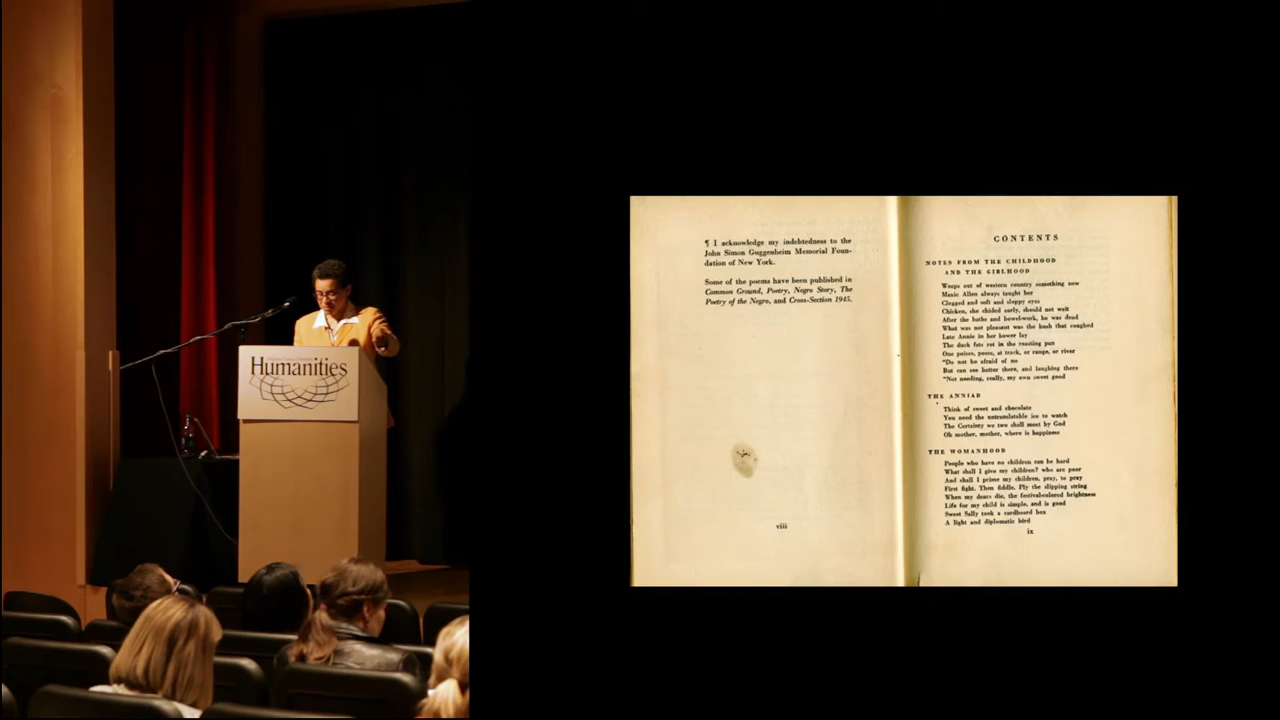 Humanities
¶ I acknowledge my indebtedness to the
John Simon Guggenheim Memorial Foun-
dation of New York.
Some of the poems have been published in
Common Ground, Poetry, Negro Story, The
Poetry of the Negro, and Cross-Section 1945.
viii
CONTENTS
NOTES FROM THE CHILDHOOD
AND THE GIRLHOOD
Weeps out of western country something new
Maxie Allen always taught her
Clogged and soft and sloppy eyes
Chicken, she chided early, should not wait
After the baths and bowel-work, he was dead
What was not pleasant was the hush that coughed
Late Annie in her bower lay
The duck fats rot in the roasting pan
One poises, poses, at track, or range, or river
"Do not be afraid of no
But can see better there, and laughing there
"Not needing, really, my own sweet good
THE ANNIAD
Think of sweet and chocolate
You need the untranslatable ice to watch
The Certainty we two shall meet by God
Oh mother, mother, where is happiness
THE WOMANHOOD
People who have no children can be hard
What shall I give my children? who are poor
And shall I prime my children, pray, to pray
First fight. Then fiddle. Ply the slipping string
When my dears die, the festival-colored brightness
Life for my child is simple, and is good
Sweet Sally took a cardboard box
A light and diplomatic bird
ix